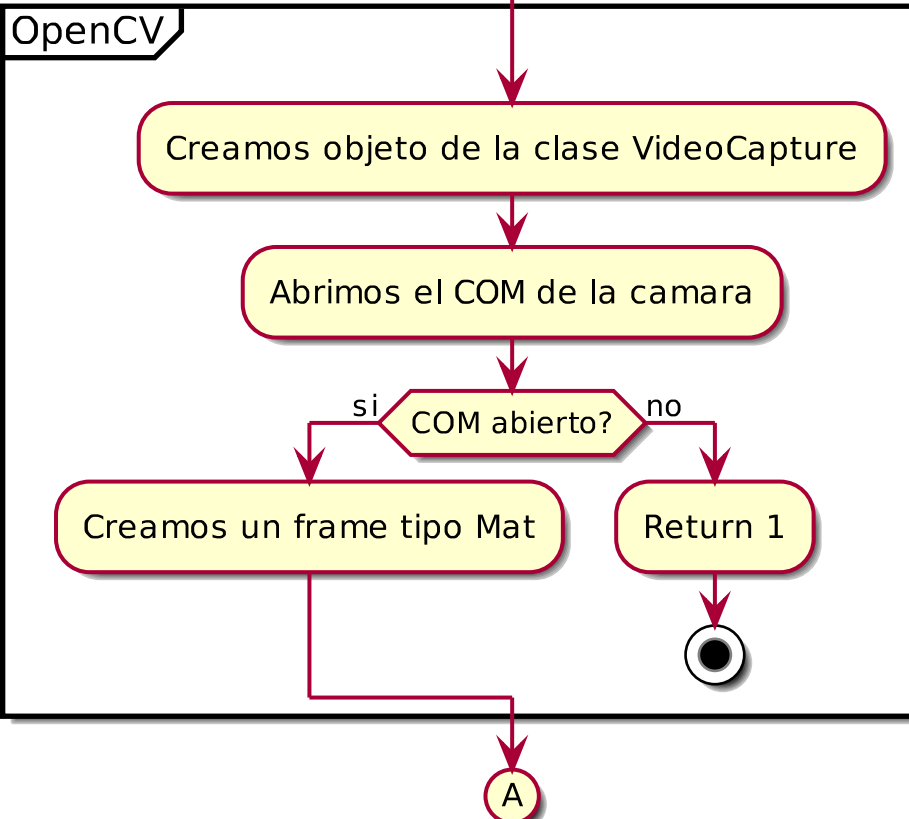 OpenCV
Creamos objeto de la clase VideoCapture
Abrimos el COM de la camara
si
COM abierto?
no
Creamos un frame tipo Mat
Return 1
A